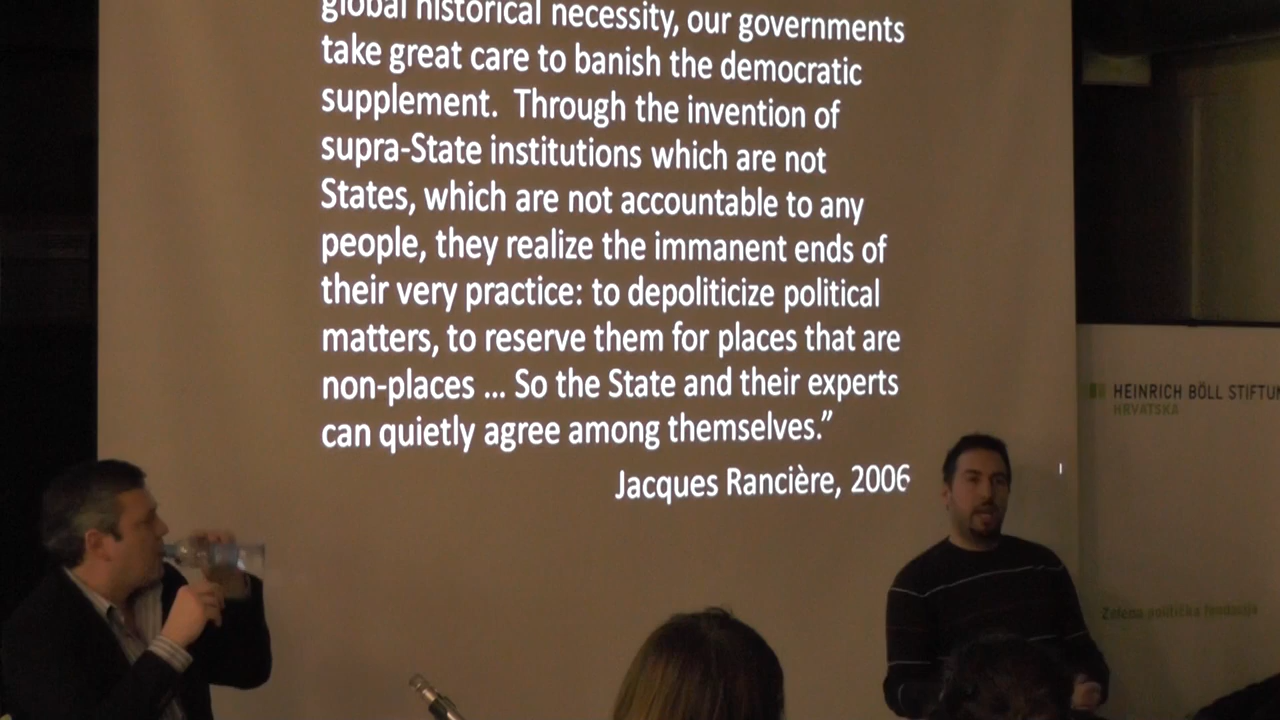 global historical necessity, our governments
take great care to banish the democratic
supplement. Through the invention of
supra-State institutions which are not
States, which are not accountable to any
people, they realize the immanent ends of
their very practice: to depoliticize political
matters, to reserve them for places that are
non-places ... So the State and their experts
can quietly agree among themselves.”
Jacques Rancière, 2006
HEINRICH BÖLL STIFTUN
HRVATSKA
Zelena politička fondacija